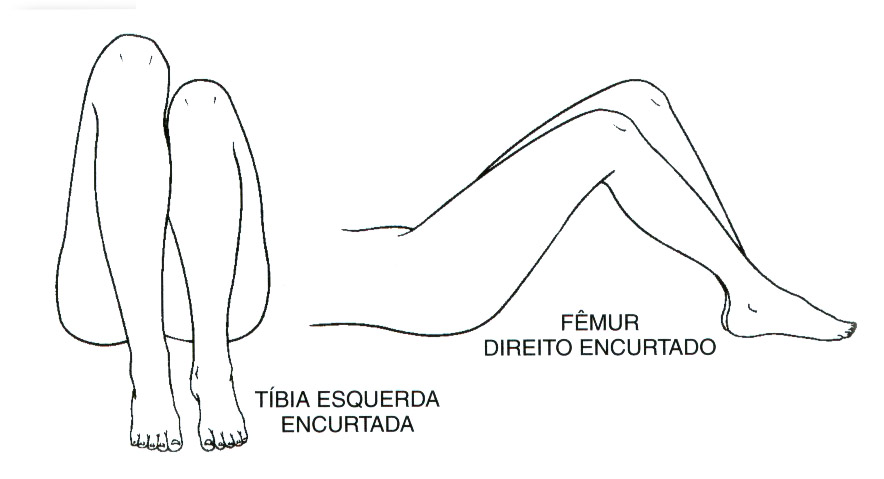 TÍBIA ESQUERDA
ENCURTADA
FÊMUR
DIREITO ENCURTADO